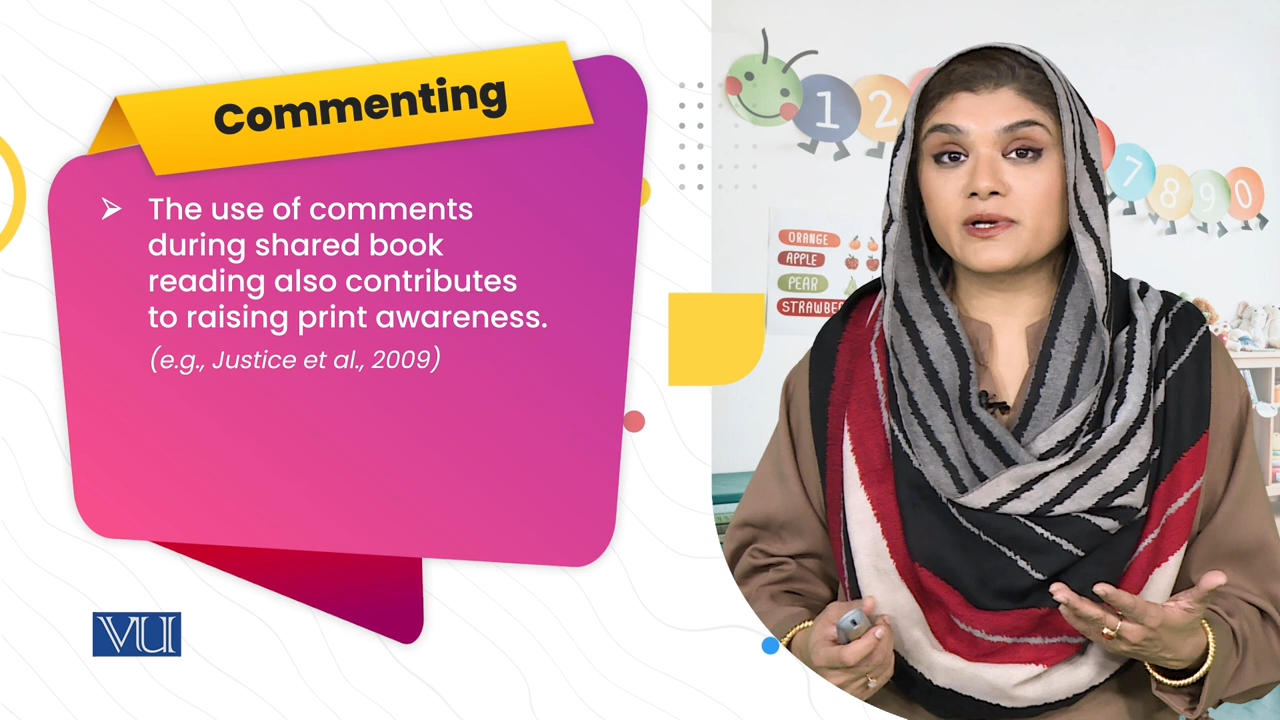 Commenting
➢ The use of comments
during shared book
reading also contributes
to raising print awareness.
(e.g., Justice et al., 2009)
VU
1 2
7 8 9 0
ORANGE
APPLE
PEAR